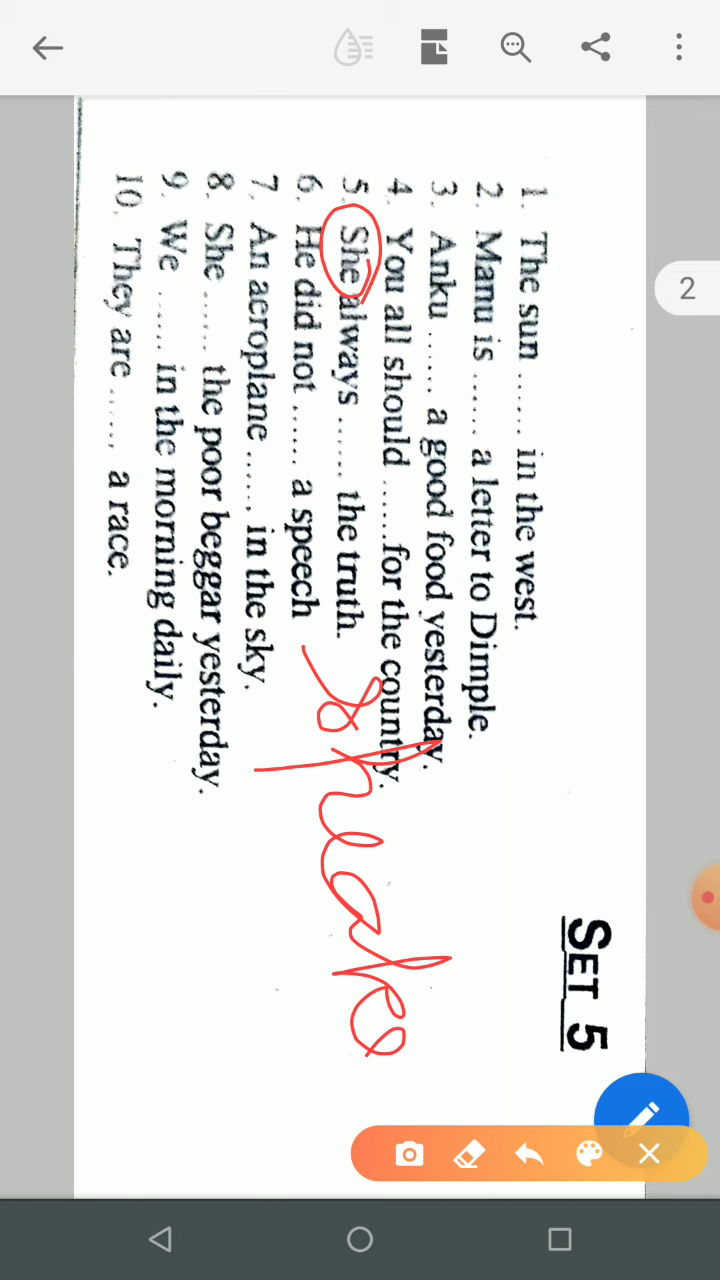 2
SET 5
1. The sun ....... in the west.
2. Manu is ....... a letter to Dimple.
3. Anku ....... a good food yesterday.
4. You all should .......for the country.
5. She always ....... the truth.
6. He did not ....... a speech
7. An aeroplane ......, in the sky.
8. She ...... the poor beggar yesterday.
9. We ...... in the morning daily.
10. They are ......, a race.
speaks